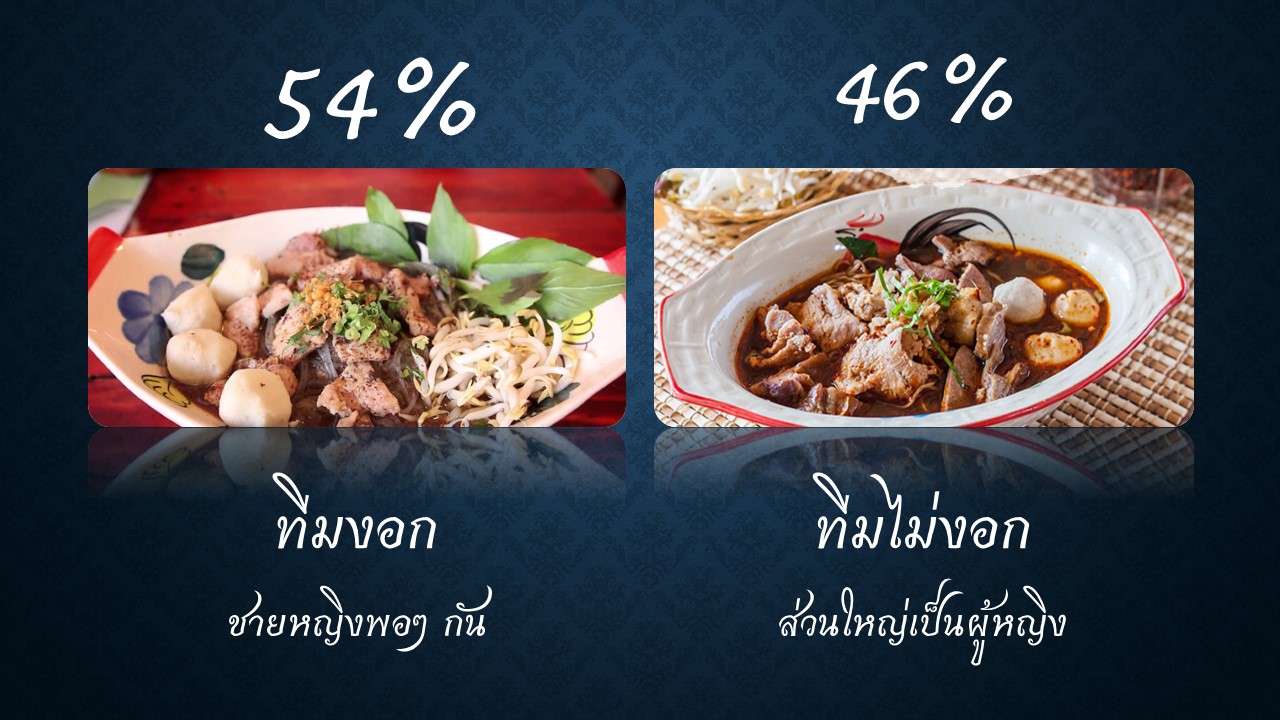 54%
46%
ทีมงอก
ทีมไม่งอก
ชายหญิงพอๆ กัน
ส่วนใหญ่เป็นผู้หญิง